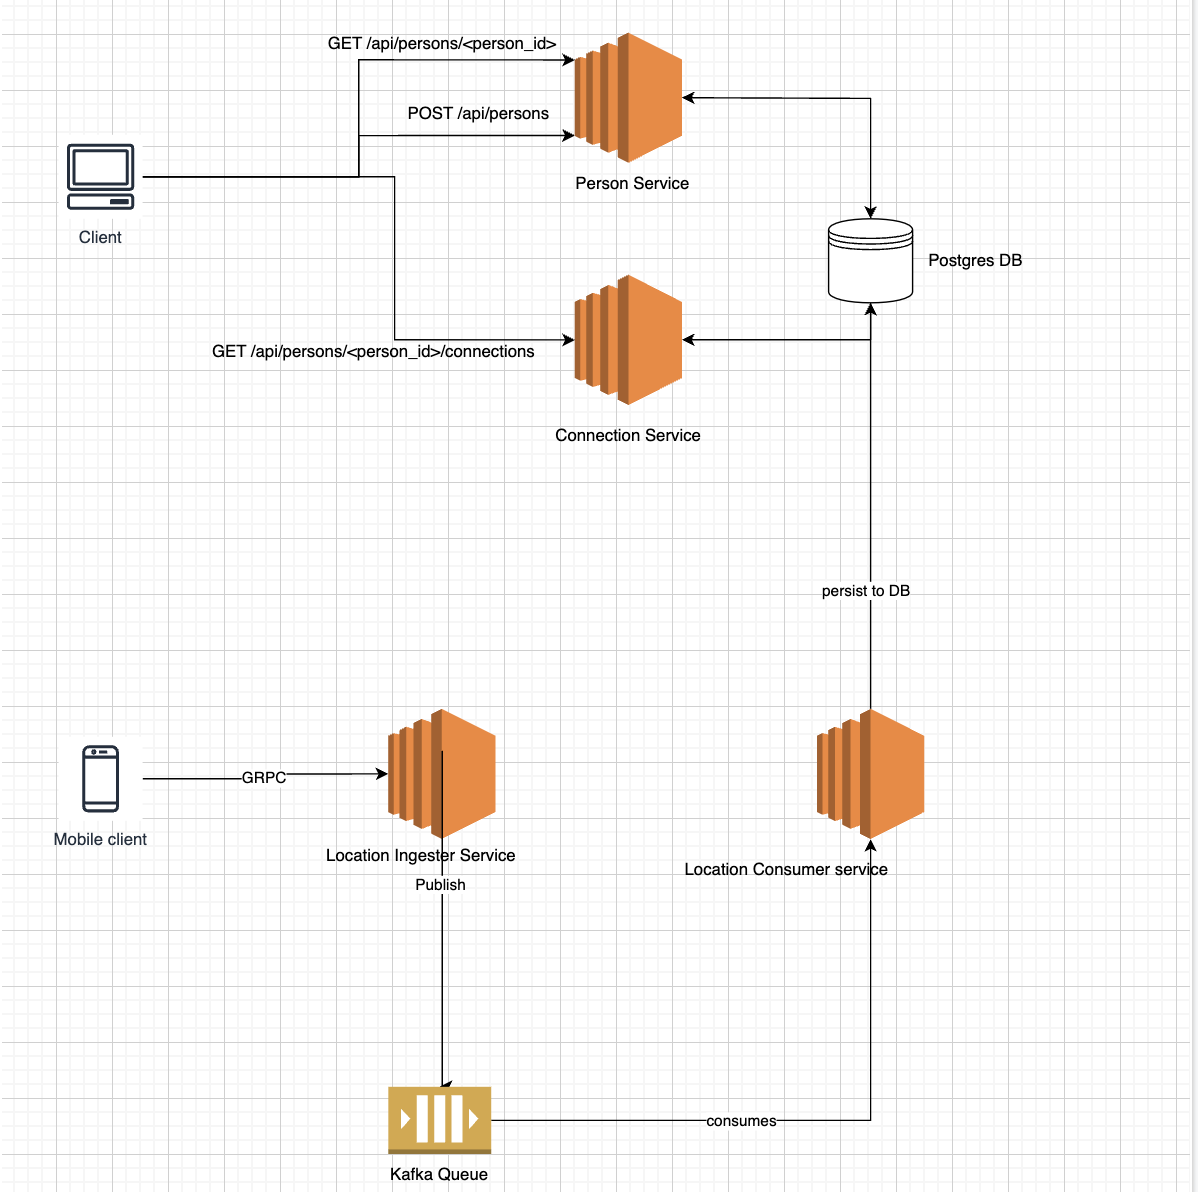 GET /api/persons/<person_id>
POST /api/persons
Person Service
Client
Postgres DB
GET /api/persons/<person_id>/connections
Connection Service
persist to DB
GRPC
Mobile client
Location Ingester Service
Publish
Location Consumer service
consumes
Kafka Queue